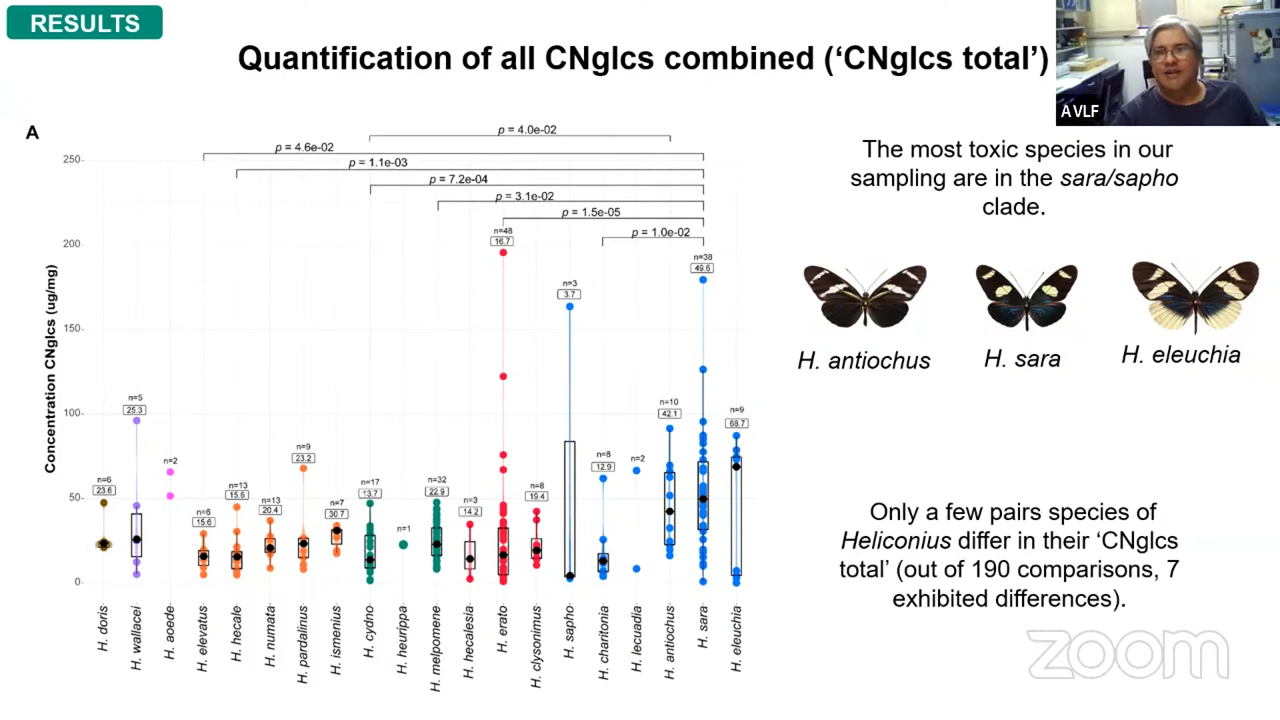 RESULTS
Quantification of all CNglcs combined (‘CNglcs total’)
AVLF
A
Concentration CNglcs (ug/mg)
250
200
150
100
50
0
p = 4.0e-02
p = 4.6e-02
p = 1.1e-03
p = 7.2e-04
p = 3.1e-02
p = 1.5e-05
p = 1.0e-02
n=6
23.6
n=5
25.3
n=2
n=6
15.6
n=13
15.6
n=13
20.4
n=9
23.2
n=7
30.7
n=17
13.7
n=1
n=32
22.9
n=3
14.2
n=48
16.7
n=8
19.4
n=3
3.7
n=8
12.9
n=2
n=10
42.1
n=38
49.6
n=9
68.7
H. doris
H. wallacei
H. aoede
H. elevatus
H. hecale
H. numata
H. pardalinus
H. ismenius
H. cydno
H. heurippa
H. melpomene
H. hecalesia
H. erato
H. clysonimus
H. sapho
H. charitonia
H. lecuadia
H. antiochus
H. sara
H. eleuchia
The most toxic species in our
sampling are in the sara/sapho
clade.
H. antiochus
H. sara
H. eleuchia
Only a few pairs species of
Heliconius differ in their ‘CNglcs
total’ (out of 190 comparisons, 7
exhibited differences).
zoom